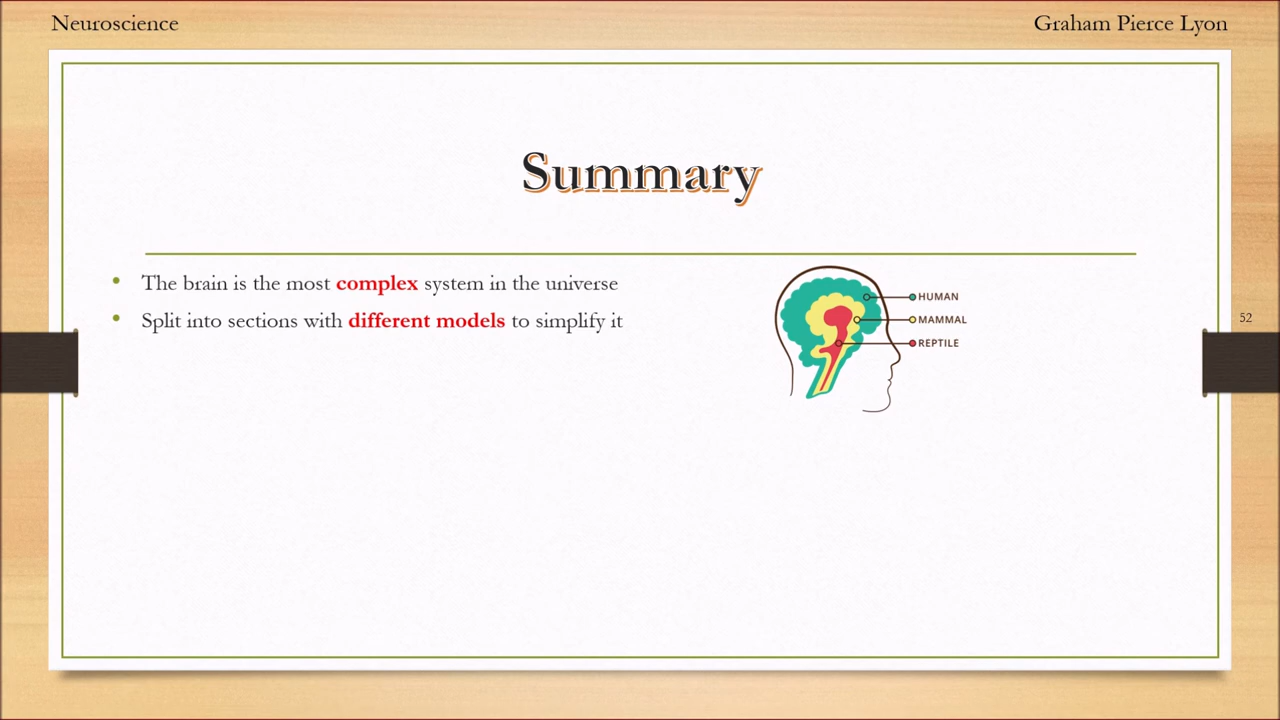 Neuroscience
Graham Pierce Lyon
Summary
• The brain is the most complex system in the universe
• Split into sections with different models to simplify it
HUMAN
MAMMAL
REPTILE
52